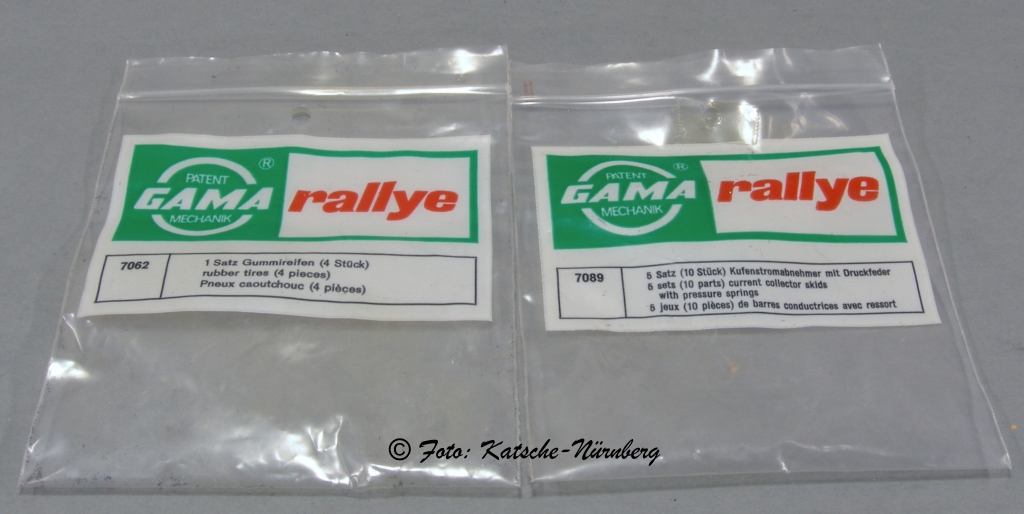 PATENT
GAMA ®
MECHANIK
rallye
7062
1 Satz Gummireifen (4 Stück)
rubber tires (4 pieces)
Pneux caoutchouc (4 pièces)
PATENT
GAMA ®
MECHANIK
rallye
7089
5 Satz (10 Stück) Kufenstromabnehmer mit Druckfeder
5 sets (10 parts) current collector skids
with pressure springs
5 jeux (10 pièces) de barres conductrices avec ressort
© Foto: Katsche-Nürnberg